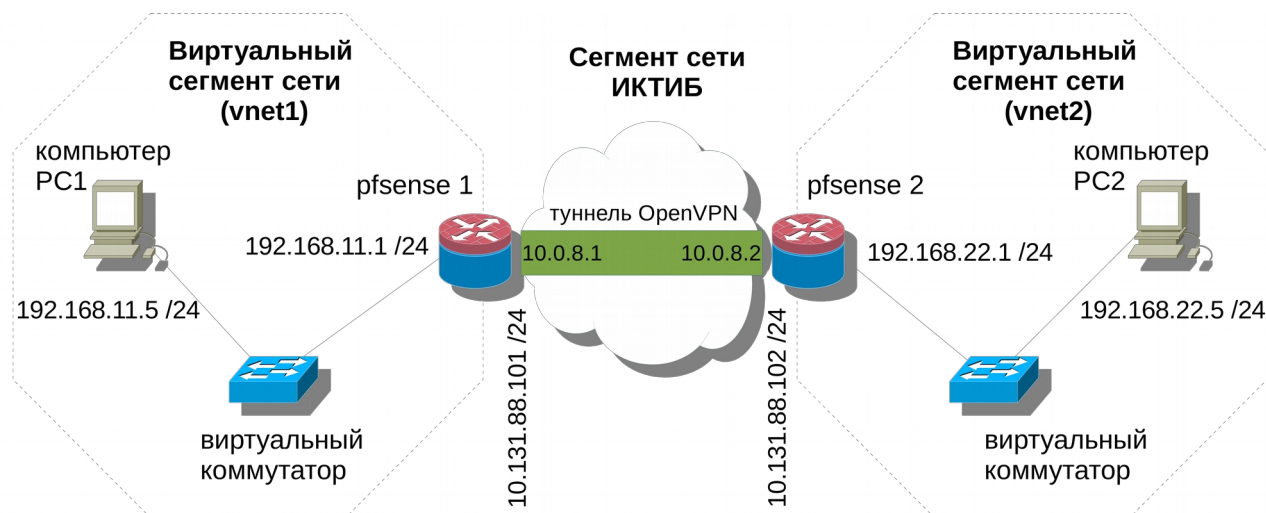 Виртуальный
сегмент сети
(vnet1)
Сегмент сети
ИКТИБ
Виртуальный
сегмент сети
(vnet2)
компьютер
PC1
pfsense 1
pfsense 2
компьютер
PC2
туннель OpenVPN
192.168.11.1 /24
10.0.8.1
10.0.8.2
192.168.22.1 /24
192.168.11.5 /24
192.168.22.5 /24
10.131.88.101 /24
10.131.88.102 /24
виртуальный
коммутатор
виртуальный
коммутатор